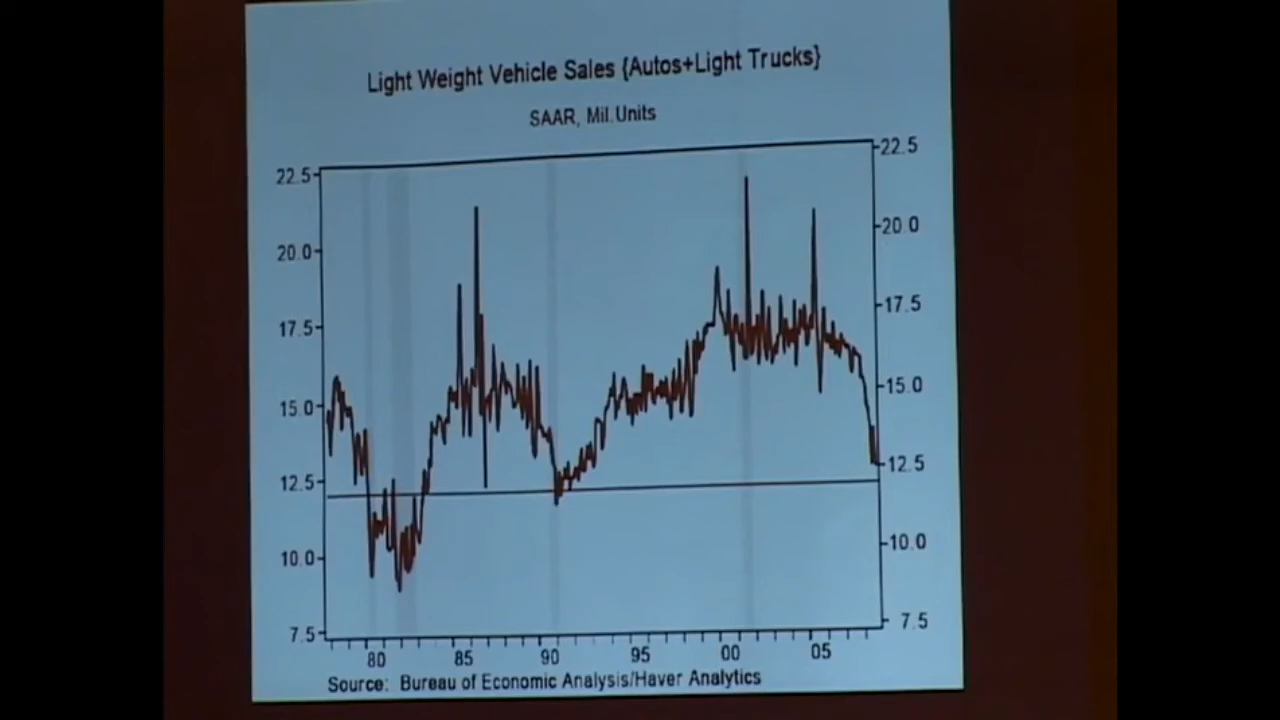 Light Weight Vehicle Sales {Autos+Light Trucks}
SAAR, Mil.Units
22.5 22.5
20.0 20.0
17.5 17.5
15.0 15.0
12.5 12.5
10.0 10.0
7.5 7.5
80 85 90 95 00 05
Source: Bureau of Economic Analysis/Haver Analytics